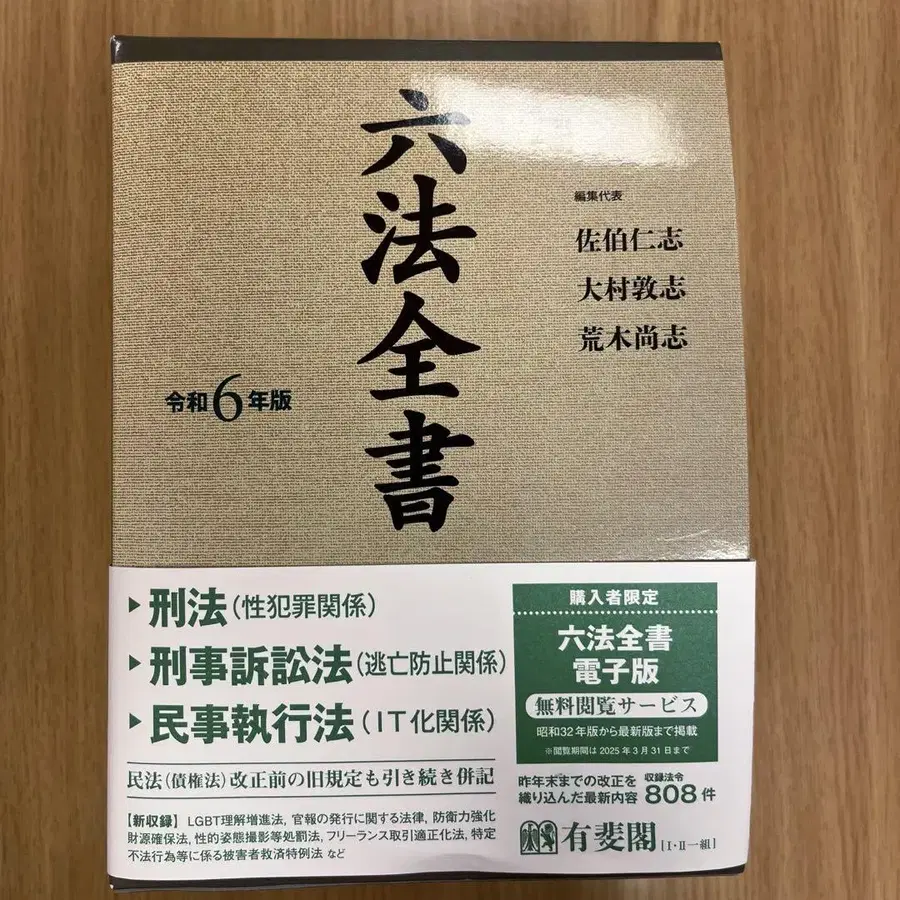 六法全書
編集代表
佐伯仁志
大村敦志
荒木尚志
令和6年版
▶刑法(性犯罪関係)
▶刑事訴訟法(逃亡防止関係)
▶民事執行法(IT化関係)
民法(債権法)改正前の旧規定も引き続き併記
【新収録】LGBT理解増進法, 官報の発行に関する法律, 防衛力強化
財源確保法, 性的姿態撮影等処罰法, フリーランス取引適正化法, 特定
不法行為等に係る被害者救済特例法 など
購入者限定
六法全書
電子版
無料閲覧サービス
昭和32年版から最新版まで掲載
※閲覧期間は2025年3月31日まで
昨年末までの改正を
織り込んだ最新内容
収録法令
808件
有斐閣[I・II一組]